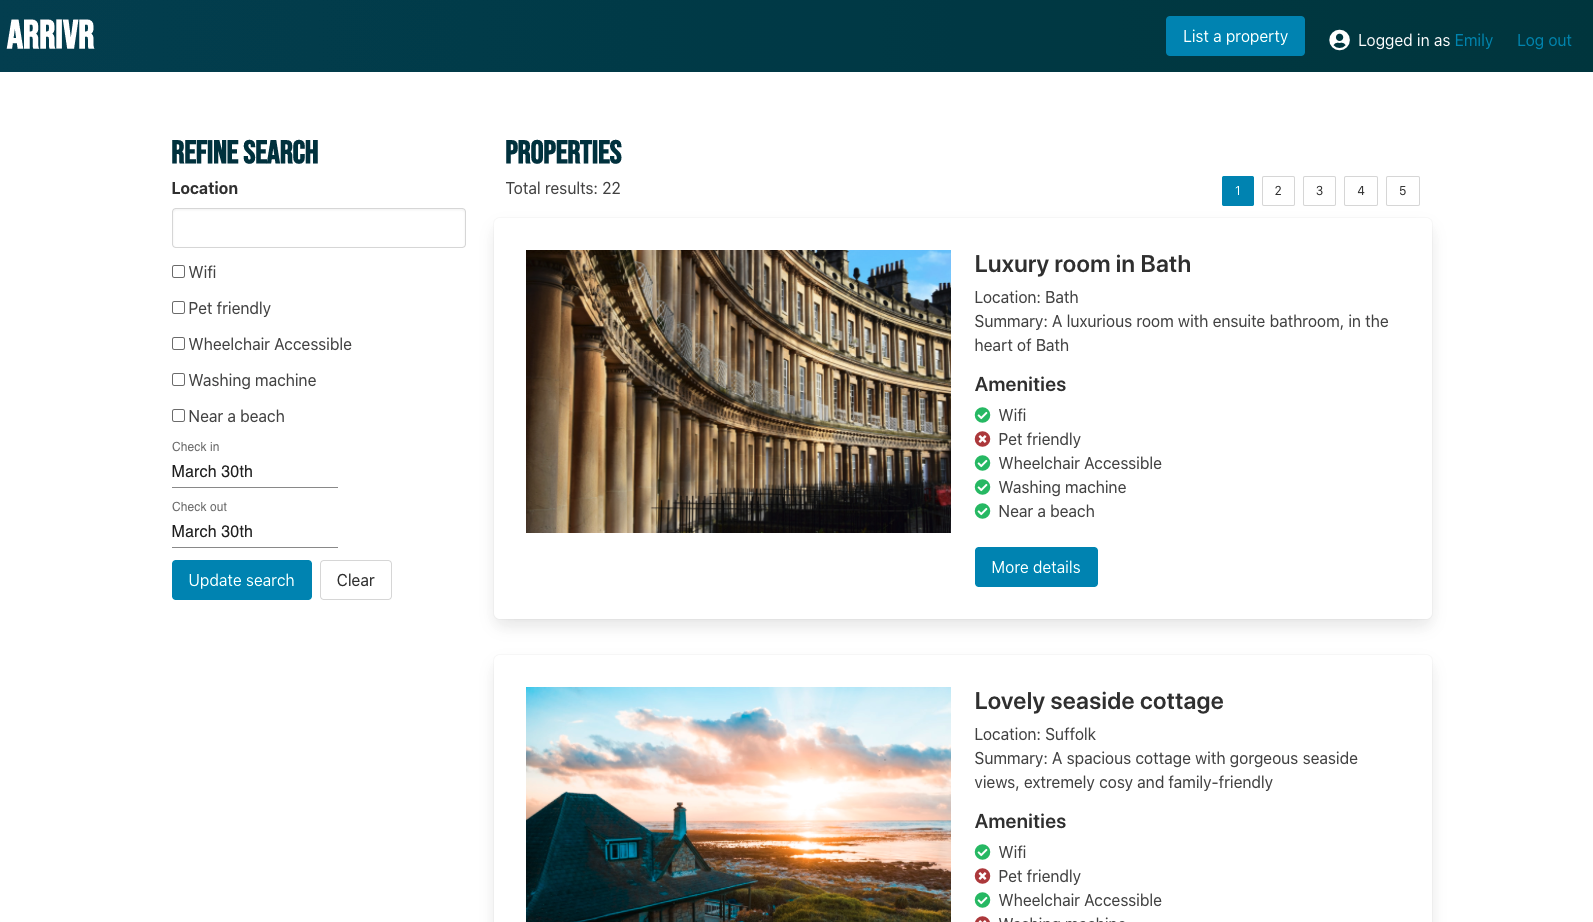 ARRIVR
List a property
Logged in as Emily
Log out
REFINE SEARCH
Location
Wifi
Pet friendly
Wheelchair Accessible
Washing machine
Near a beach
Check in
March 30th
Check out
March 30th
Update search
Clear
PROPERTIES
Total results: 22
1 2 3 4 5
Luxury room in Bath
Location: Bath
Summary: A luxurious room with ensuite bathroom, in the
heart of Bath
Amenities
Wifi
Pet friendly
Wheelchair Accessible
Washing machine
Near a beach
More details
Lovely seaside cottage
Location: Suffolk
Summary: A spacious cottage with gorgeous seaside
views, extremely cosy and family-friendly
Amenities
Wifi
Pet friendly
Wheelchair Accessible
Washing machine